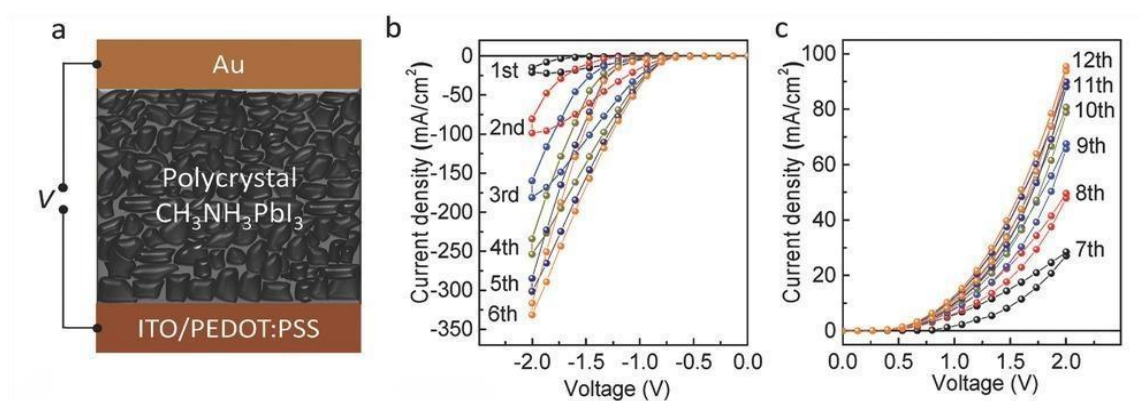 a
Au
Polycrystal
CH₃NH₃PbI₃
ITO/PEDOT:PSS
V
b
Current density (mA/cm²)
0
-50
-100
-150
-200
-250
-300
-350
1st
2nd
3rd
4th
5th
6th
-2.0 -1.5 -1.0 -0.5 0.0
Voltage (V)
c
Current density (mA/cm²)
100
80
60
40
20
0
12th
11th
10th
9th
8th
7th
0.0 0.5 1.0 1.5 2.0
Voltage (V)